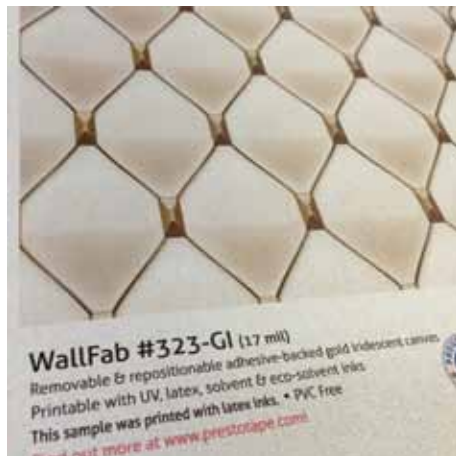 WallFab #323-GI (17 mil)
Removable & repositionable adhesive-backed gold iridescent canvas
Printable with UV, latex, solvent & eco-solvent inks
This sample was printed with latex inks. • PVC Free
Find out more at www.prestotape.com